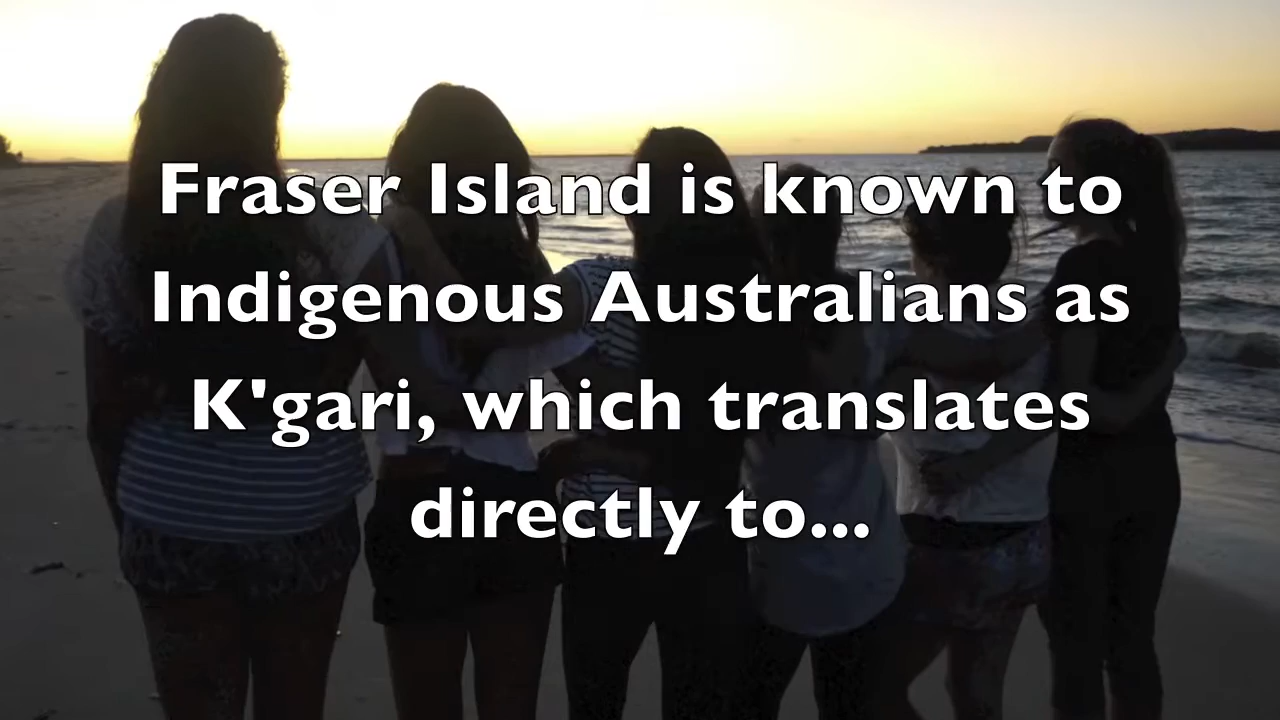 Fraser Island is known to
Indigenous Australians as
K'gari, which translates
directly to...